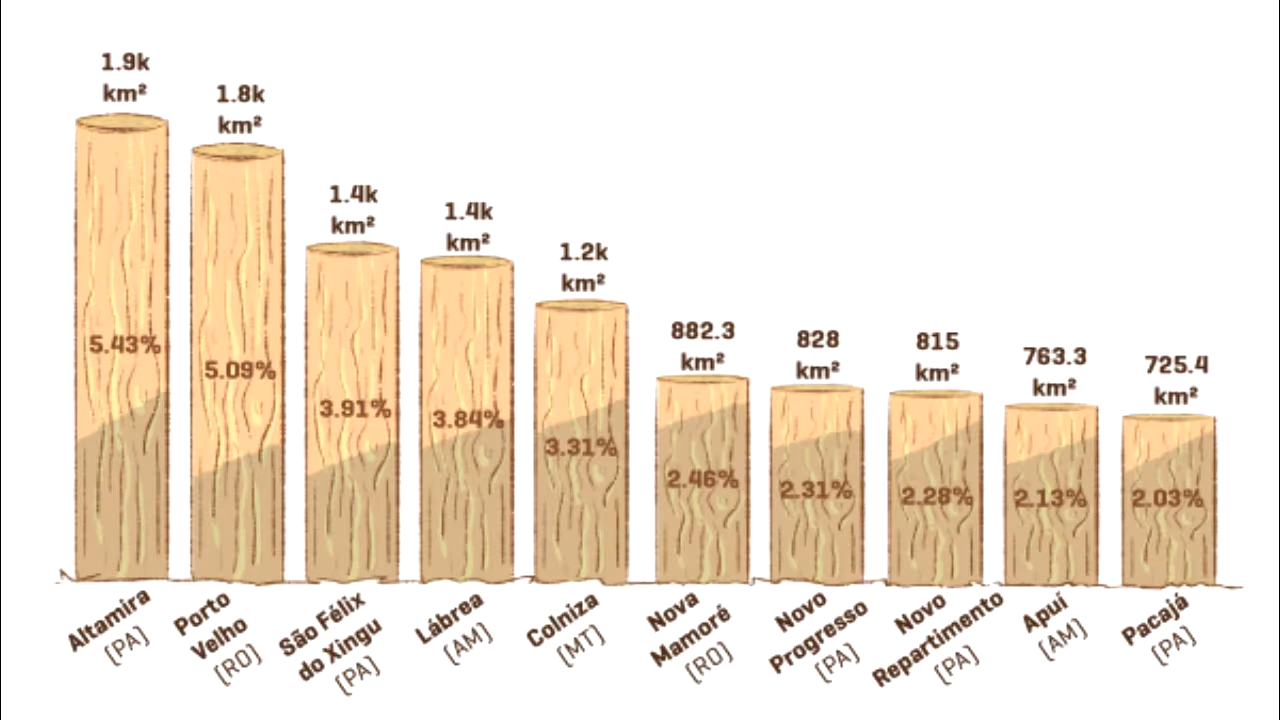 1.9k
km²
1.8k
km²
1.4k
km²
1.4k
km²
1.2k
km²
882.3
km²
828
km²
815
km²
763.3
km²
725.4
km²
5.43%
5.09%
3.91%
3.84%
3.31%
2.46%
2.31%
2.28%
2.13%
2.03%
Altamira
[PA]
Porto
Velho
[RO]
São Félix
do Xingu
[PA]
Lábrea
[AM]
Colniza
[MT]
Nova
Mamoré
[RO]
Novo
Progresso
[PA]
Novo
Repartimento
[PA]
Apuí
[AM]
Pacajá
[PA]